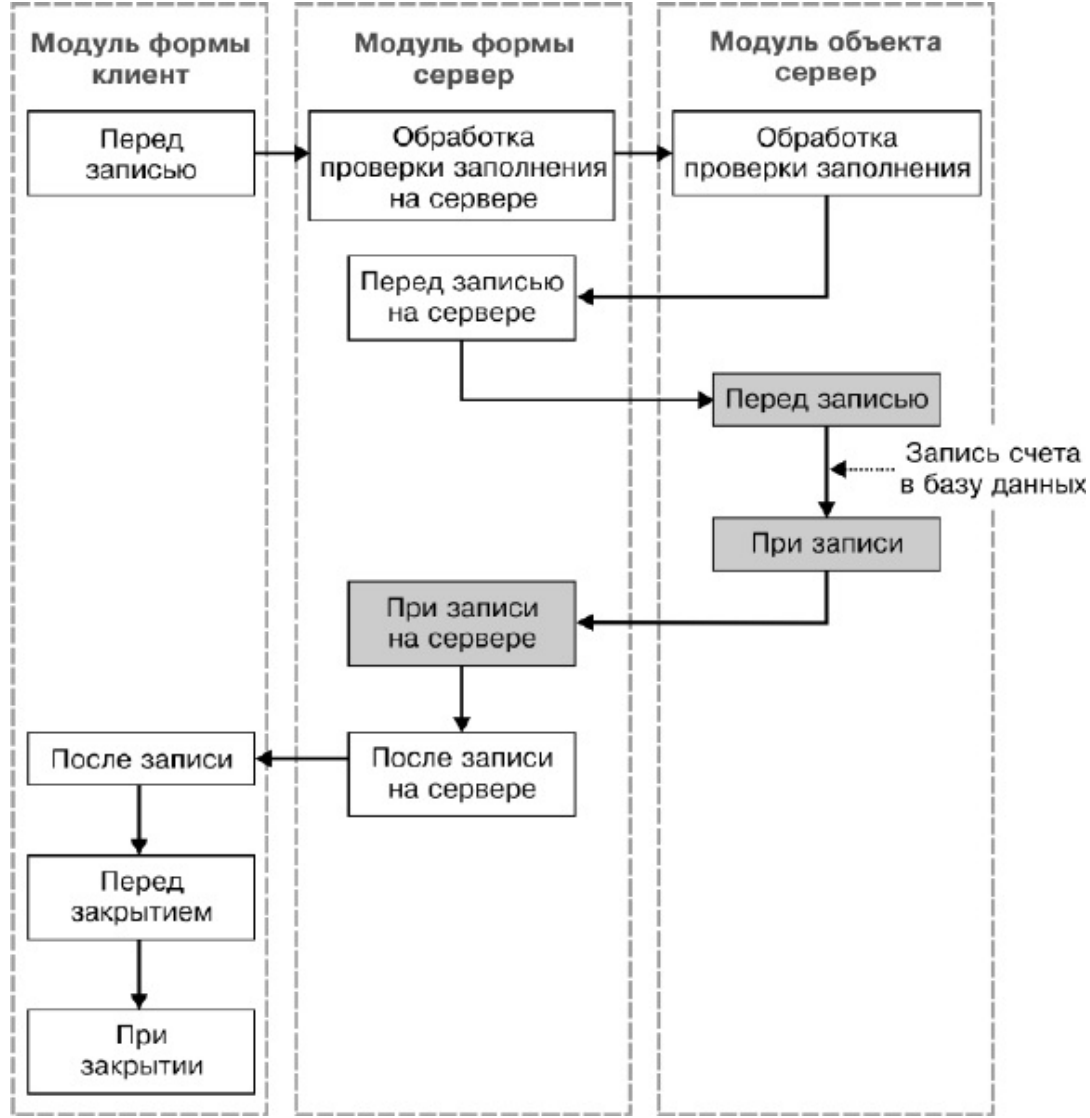 Модуль формы
клиент
Модуль формы
сервер
Модуль объекта
сервер
Перед
записью
Обработка
проверки заполнения
на сервере
Обработка
проверки заполнения
Перед записью
на сервере
Перед записью
Запись счета
в базу данных
При записи
При записи
на сервере
После записи
После записи
на сервере
Перед
закрытием
При
закрытии